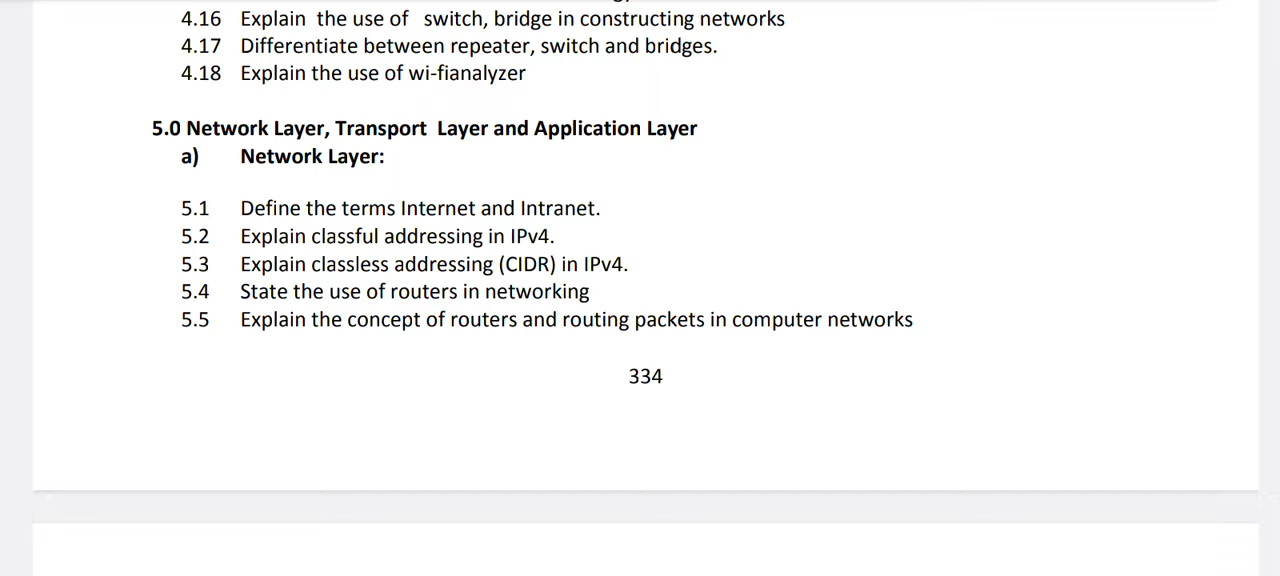 4.16 Explain the use of switch, bridge in constructing networks
4.17 Differentiate between repeater, switch and bridges.
4.18 Explain the use of wi-fianalyzer
5.0 Network Layer, Transport Layer and Application Layer
a) Network Layer:
5.1 Define the terms Internet and Intranet.
5.2 Explain classful addressing in IPv4.
5.3 Explain classless addressing (CIDR) in IPv4.
5.4 State the use of routers in networking
5.5 Explain the concept of routers and routing packets in computer networks
334